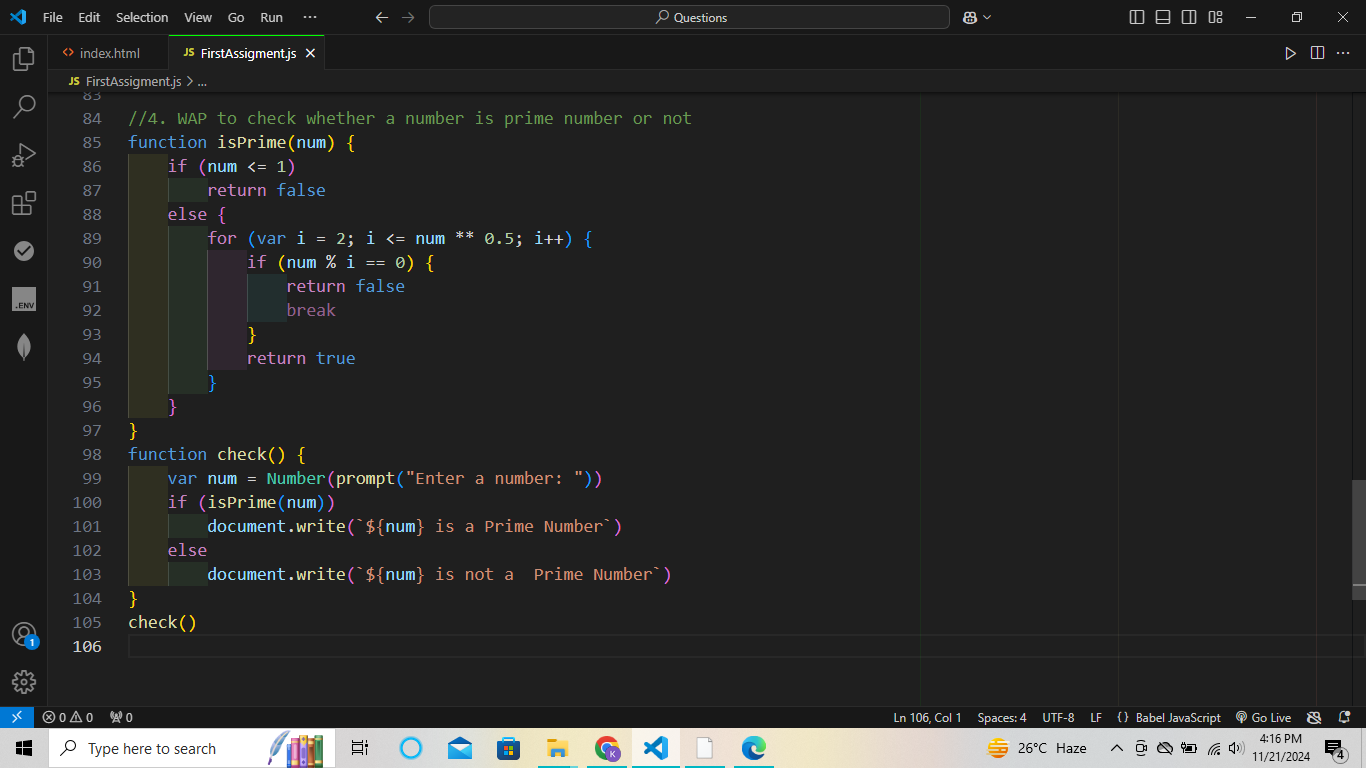 File Edit Selection View Go Run ··· Questions
index.html JS FirstAssigment.js
JS FirstAssigment.js > ...
83
84 //4. WAP to check whether a number is prime number or not
85 function isPrime(num) {
86     if (num <= 1)
87         return false
88     else {
89         for (var i = 2; i <= num ** 0.5; i++) {
90             if (num % i == 0) {
91                 return false
92                 break
93             }
94             return true
95         }
96     }
97 }
98 function check() {
99     var num = Number(prompt("Enter a number: "))
100     if (isPrime(num))
101         document.write(`${num} is a Prime Number`)
102     else
103         document.write(`${num} is not a  Prime Number`)
104 }
105 check()
106
.ENV
1
0 0 0 Ln 106, Col 1 Spaces: 4 UTF-8 LF {} Babel JavaScript Go Live
Type here to search K 26°C Haze 4:16 PM 4
11/21/2024